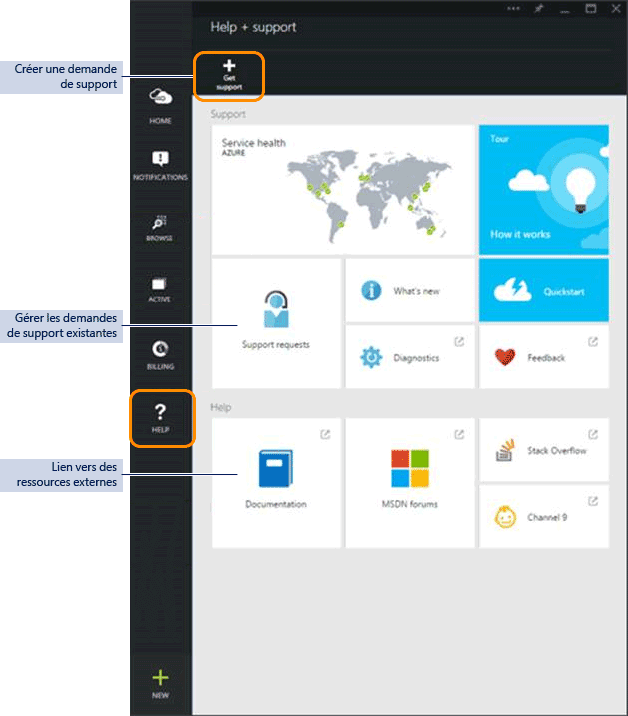 Help + support
Créer une demande
de support
Get
support
HOME
NOTIFICATIONS
BROWSE
ACTIVE
BILLING
HELP
NEW
Support
Service health
AZURE
Tour
How it works
Gérer les demandes
de support existantes
Support requests
What's new
Quickstart
Diagnostics
Feedback
Help
Lien vers des
ressources externes
Documentation
MSDN forums
Stack Overflow
Channel 9